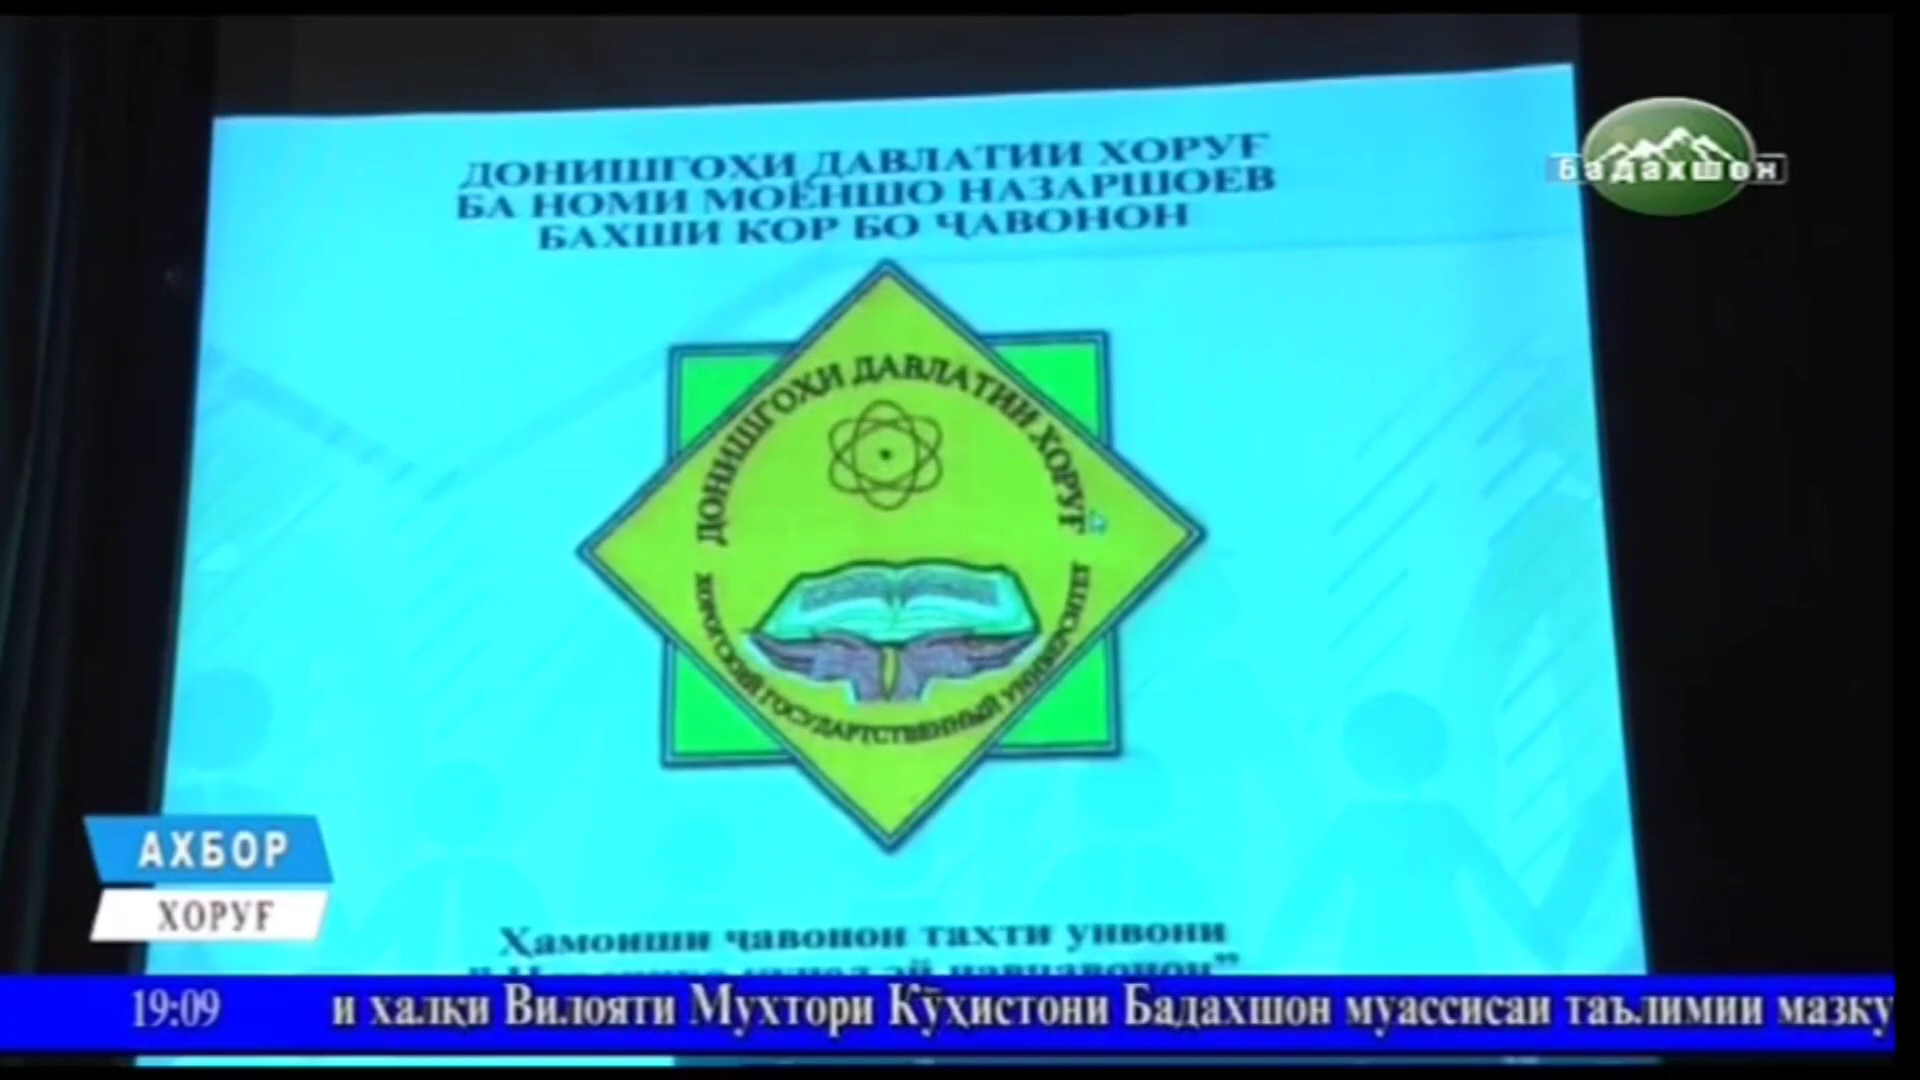 ДОНИШГОҲИ ДАВЛАТИИ ХОРУҒ
БА НОМИ МОЁНШО НАЗАРШОЕВ
БАХШИ КОР БО ҶАВОНОН
Бадахшон
ДОНИШГОҲИ ДАВЛАТИИ ХОРУҒ
ХОРОГСКИЙ ГОСУДАРТСТВЕННЫЙ УНИВЕРСИТЕТ
АХБОР
ХОРУҒ
Ҳамоиши ҷавонон таҳти унвони
19:09 и халқи Вилояти Мухтори Кӯҳистони Бадахшон муассисаи таълимии мазку